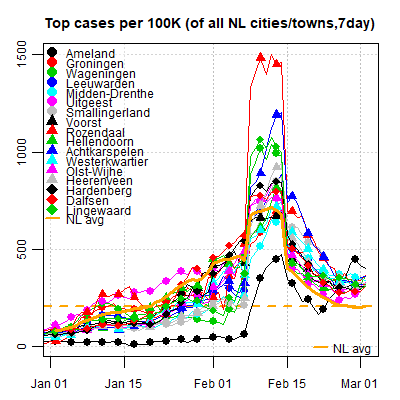 Top cases per 100K (of all NL cities/towns,7day)
1500
1000
500
0
Ameland
Groningen
Wageningen
Leeuwarden
Midden-Drenthe
Uitgeest
Smallingerland
Voorst
Rozendaal
Hellendoorn
Achtkarspelen
Westerkwartier
Olst-Wijhe
Heerenveen
Hardenberg
Dalfsen
Lingewaard
NL avg
NL avg
Jan 01
Jan 15
Feb 01
Feb 15
Mar 01